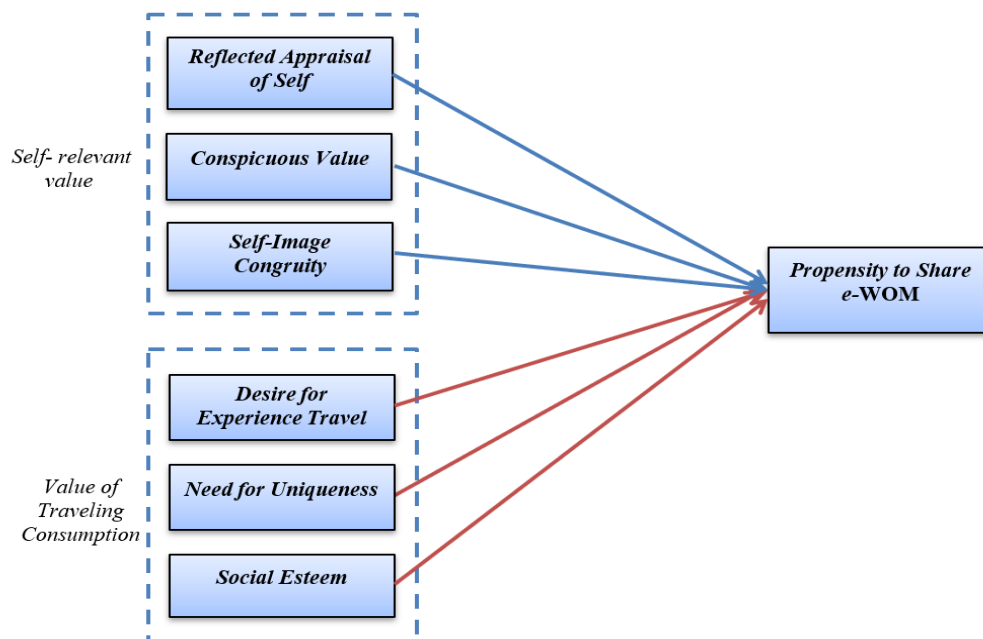 Reflected Appraisal
of Self
Self- relevant
value
Conspicuous Value
Self-Image
Congruity
Propensity to Share
e-WOM
Desire for
Experience Travel
Value of
Traveling
Consumption
Need for Uniqueness
Social Esteem